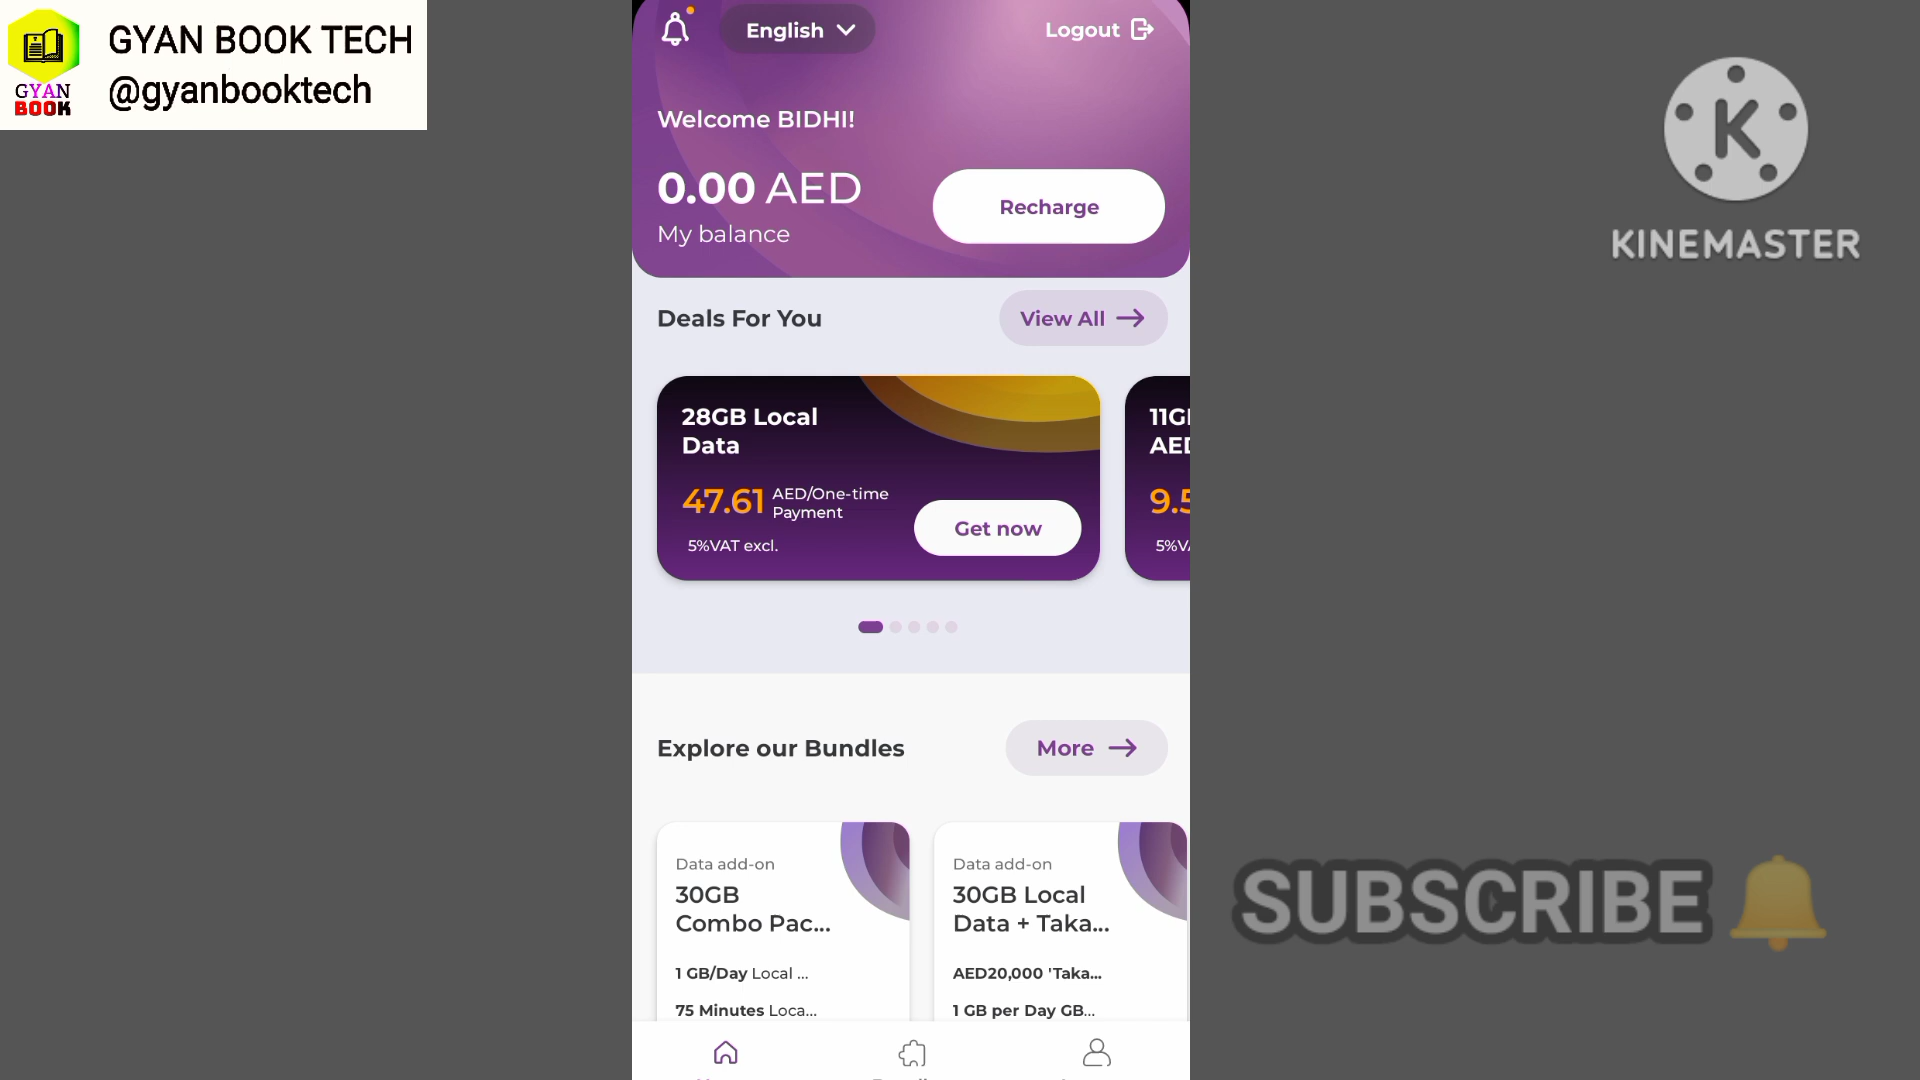 GYAN BOOK TECH
@gyanbooktech
GYAN
BOOK
English
Logout
Welcome BIDHI!
0.00 AED
My balance
Recharge
Deals For You
View All
28GB Local
Data
47.61 AED/One-time
Payment
5%VAT excl.
Get now
Explore our Bundles
More
Data add-on
30GB
Combo Pac...
1 GB/Day Local ...
75 Minutes Loca...
Data add-on
30GB Local
Data + Taka...
AED20,000 'Taka...
1 GB per Day GB...
K
KINEMASTER
SUBSCRIBE